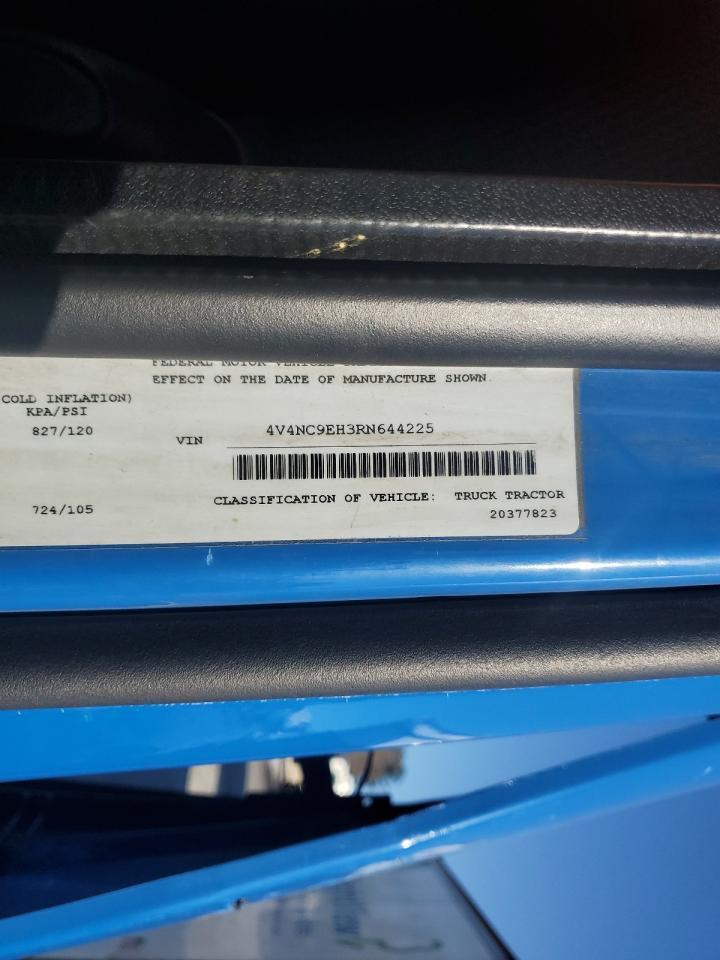 EFFECT ON THE DATE OF MANUFACTURE SHOWN.
COLD INFLATION)
KPA/PSI
827/120
VIN 4V4NC9EH3RN644225
724/105
CLASSIFICATION OF VEHICLE: TRUCK TRACTOR
20377823